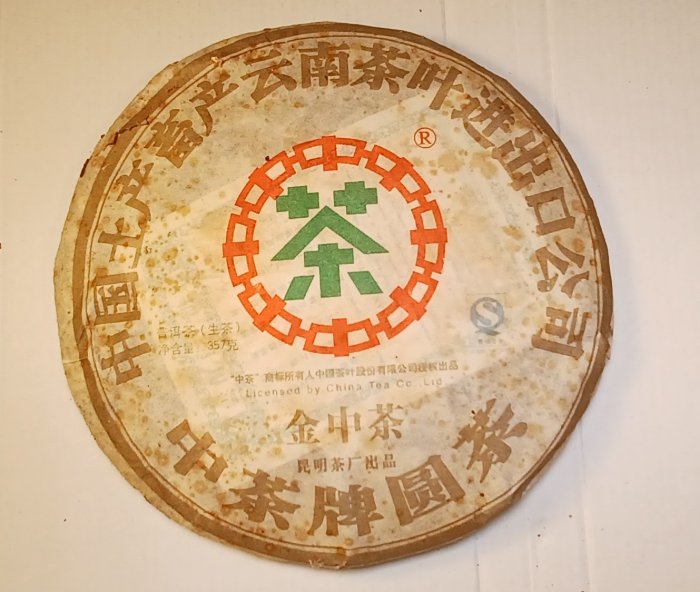 中国土产畜产云南茶叶进出口公司
®
茶
普洱茶（生茶）
净含量：357克
"中茶"商标所有人中国茶叶股份有限公司授权出品
Licensed by China Tea Co.,Ltd
金中茶
昆明茶厂出品
中茶牌圆茶